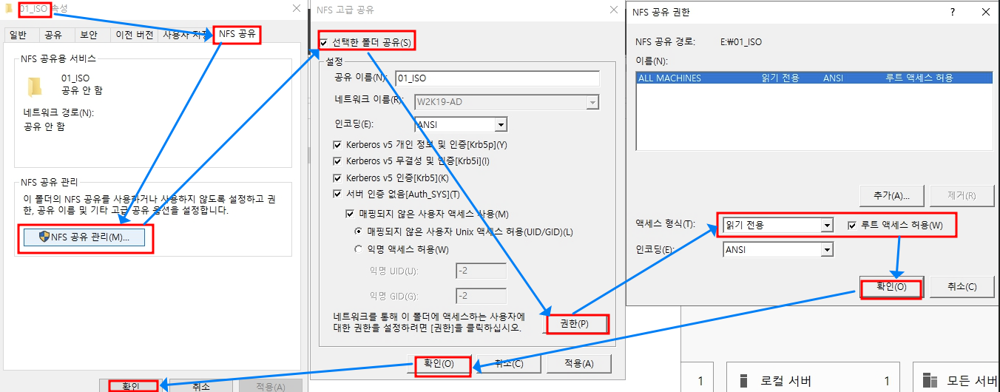 01_ISO 속성
일반
공유
보안
이전 버전
사용자 지정
NFS 공유
NFS 공유용 서비스
01_ISO
공유 안 함
네트워크 경로(N):
공유 안 함
NFS 공유 관리
이 폴더의 NFS 공유를 사용하거나 사용하지 않도록 설정하고 권
한, 공유 이름 및 기타 고급 공유 옵션을 설정합니다.
NFS 공유 관리(M)...
확인
취소
적용(A)
NFS 고급 공유
선택한 폴더 공유(S)
설정
공유 이름(N):
01_ISO
네트워크 이름(R):
W2K19-AD
인코딩(E):
ANSI
Kerberos v5 개인 정보 및 인증[Krb5p](Y)
Kerberos v5 무결성 및 인증[Krb5i](I)
Kerberos v5 인증[Krb5](K)
서버 인증 없음[Auth_SYS](T)
매핑되지 않은 사용자 액세스 사용(M)
매핑되지 않은 사용자 Unix 액세스 허용(UID/GID)(L)
익명 액세스 허용(W)
익명 UID(U):
-2
익명 GID(G):
-2
네트워크를 통해 이 폴더에 액세스하는 사용자에
대한 권한을 설정하려면 [권한]을 클릭하십시오.
권한(P)
확인(O)
취소(C)
적용(A)
NFS 공유 권한
?
NFS 공유 경로:
E:₩01_ISO
이름(N):
ALL MACHINES 읽기 전용 ANSI 루트 액세스 허용
추가(A)...
제거(R)
액세스 형식(T):
읽기 전용
루트 액세스 허용(W)
인코딩(E):
ANSI
확인(O)
취소(C)
1
로컬 서버
1
모든 서버